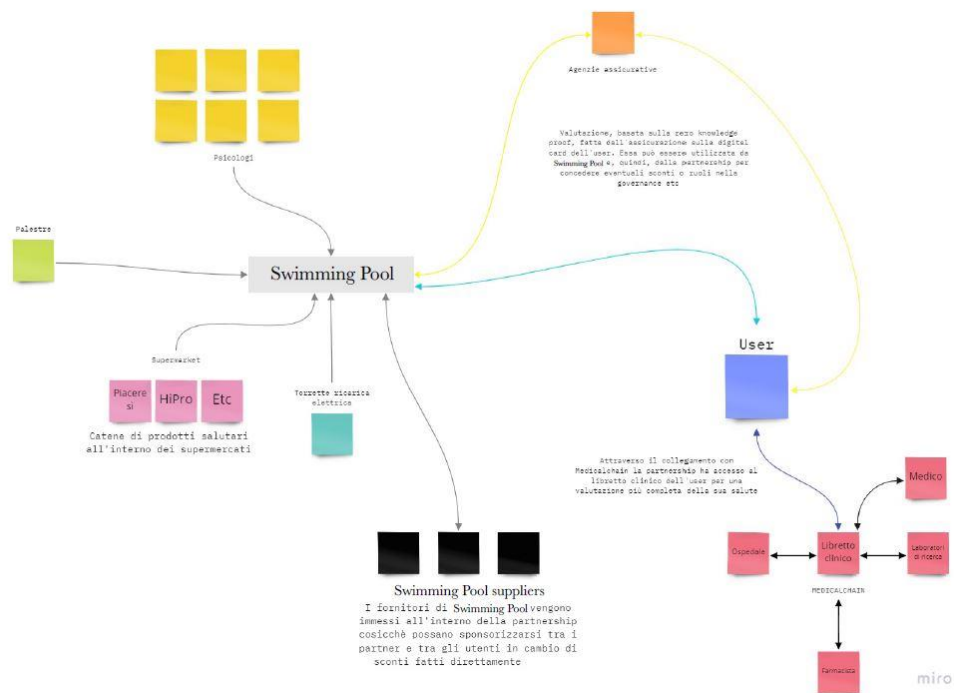 Agenzie assicurative
Valutazione, basata sulla zero knowledge
proof, fatta dall'assicurazione sulla digital
card dell'user. Essa può essere utilizzata da
Swimming Pool e, quindi, dalla partnership per
concedere eventuali sconti o ruoli nella
governance etc
Psicologi
Palestre
Swimming Pool
User
Supermarket
Piacere
si
HiPro
Etc
Catene di prodotti salutari
all'interno dei supermercati
Torrette ricarica
elettrica
Attraverso il collegamento con
Medicalchain la partnership ha accesso al
libretto clinico dell'user per una
valutazione più completa della sua salute
Medico
Ospedale
Libretto
clinico
Laboratori
di ricerca
MEDICALCHAIN
Farmacista
Swimming Pool suppliers
I fornitori di Swimming Pool vengono
immessi all'interno della partnership
cosicchè possano sponsorizzarsi tra i
partner e tra gli utenti in cambio di
sconti fatti direttamente
miro